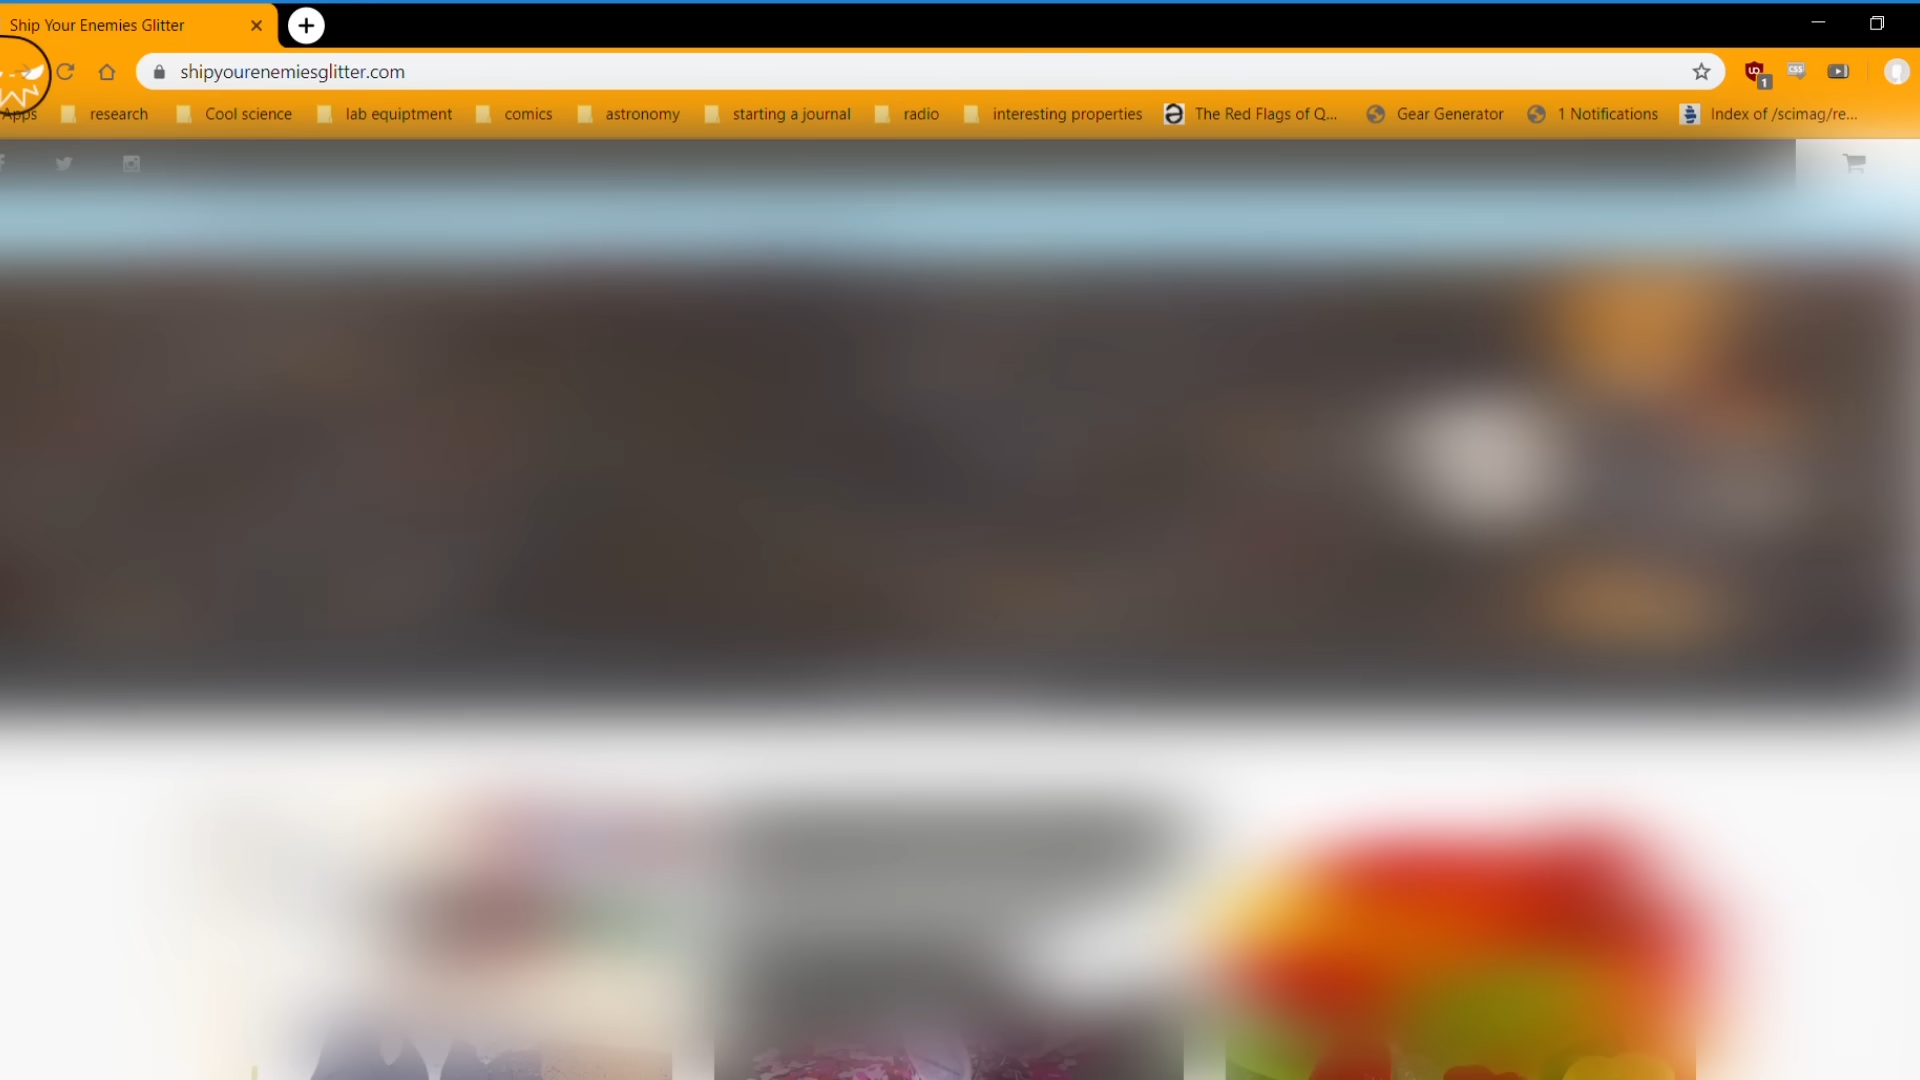 Ship Your Enemies Glitter
shipyourenemiesglitter.com
1
Apps research Cool science lab equiptment comics astronomy starting a journal radio interesting properties The Red Flags of Q... Gear Generator 1 Notifications Index of /scimag/re...